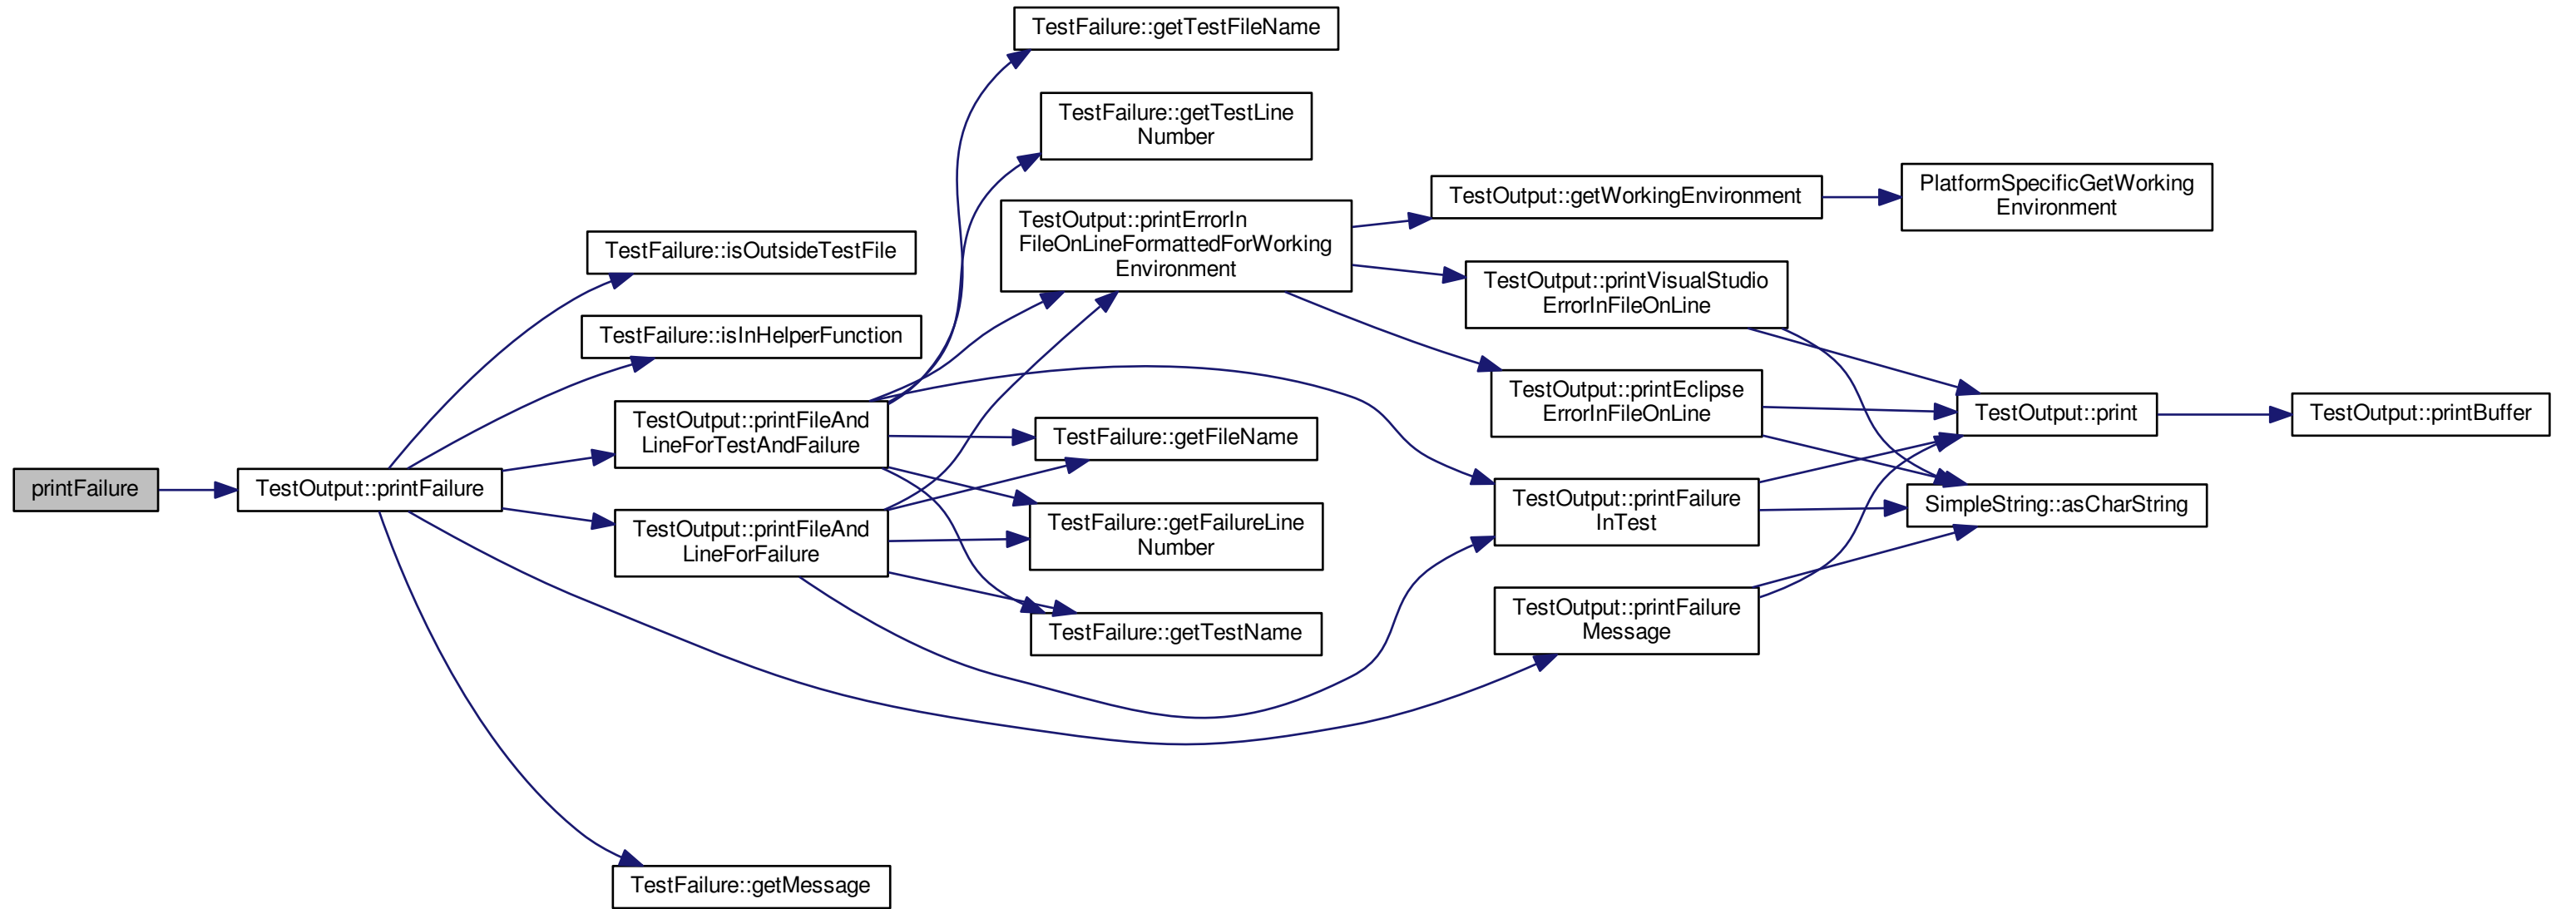 printFailure
TestOutput::printFailure
TestFailure::isOutsideTestFile
TestFailure::isInHelperFunction
TestOutput::printFileAnd
LineForTestAndFailure
TestOutput::printFileAnd
LineForFailure
TestFailure::getMessage
TestFailure::getTestFileName
TestFailure::getTestLine
Number
TestOutput::printErrorIn
FileOnLineFormattedForWorking
Environment
TestFailure::getFileName
TestFailure::getFailureLine
Number
TestFailure::getTestName
TestOutput::getWorkingEnvironment
TestOutput::printVisualStudio
ErrorInFileOnLine
TestOutput::printEclipse
ErrorInFileOnLine
TestOutput::printFailure
InTest
TestOutput::printFailure
Message
PlatformSpecificGetWorking
Environment
TestOutput::print
SimpleString::asCharString
TestOutput::printBuffer